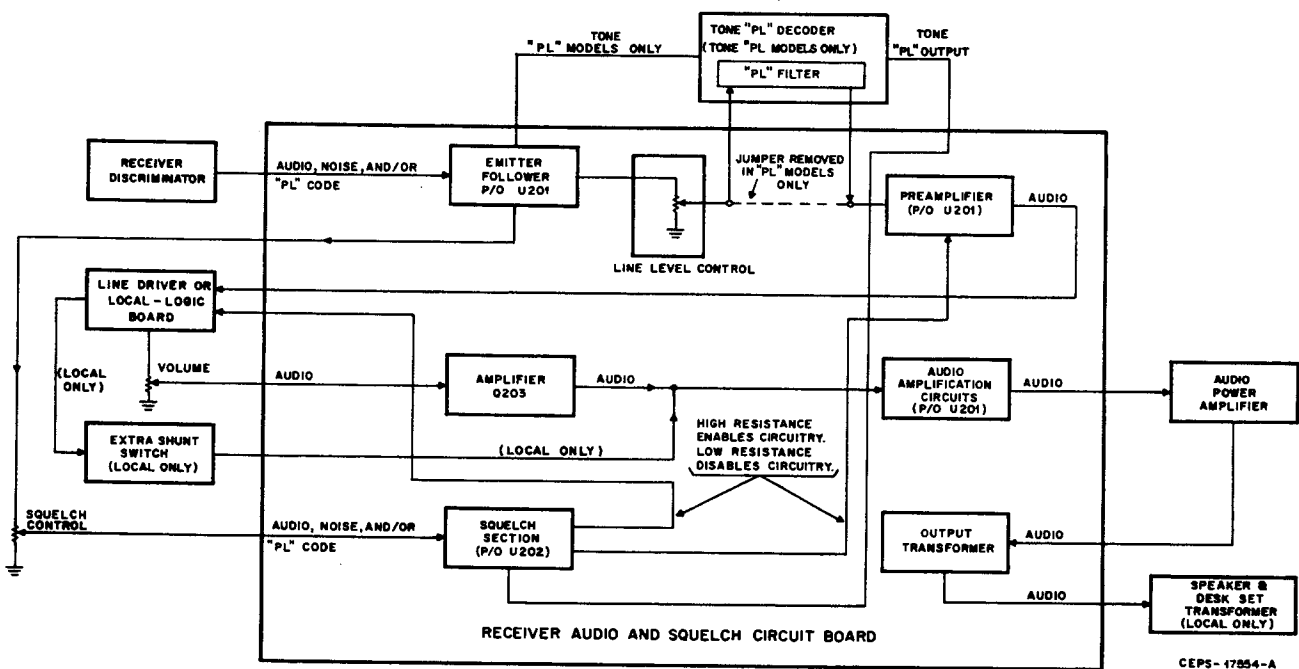 TONE
"PL" MODELS ONLY
TONE "PL" DECODER
(TONE "PL MODELS ONLY)
"PL" FILTER
TONE
"PL" OUTPUT
RECEIVER
DISCRIMINATOR
AUDIO, NOISE, AND/OR
"PL" CODE
EMITTER
FOLLOWER
P/O U201
JUMPER REMOVED
IN "PL" MODELS
ONLY
PREAMPLIFIER
(P/O U201)
AUDIO
LINE LEVEL CONTROL
LINE DRIVER OR
LOCAL-LOGIC
BOARD
(LOCAL
ONLY)
VOLUME
AUDIO
AMPLIFIER
Q203
AUDIO
AUDIO
AMPLIFICATION
CIRCUITS
(P/O U201)
AUDIO
AUDIO
POWER
AMPLIFIER
EXTRA SHUNT
SWITCH
(LOCAL ONLY)
(LOCAL ONLY)
HIGH RESISTANCE
ENABLES CIRCUITRY.
LOW RESISTANCE
DISABLES CIRCUITRY.
SQUELCH
CONTROL
AUDIO, NOISE, AND/OR
"PL" CODE
SQUELCH
SECTION
(P/O U202)
OUTPUT
TRANSFORMER
AUDIO
AUDIO
SPEAKER &
DESK SET
TRANSFORMER
(LOCAL ONLY)
RECEIVER AUDIO AND SQUELCH CIRCUIT BOARD
CEPS-17954-A